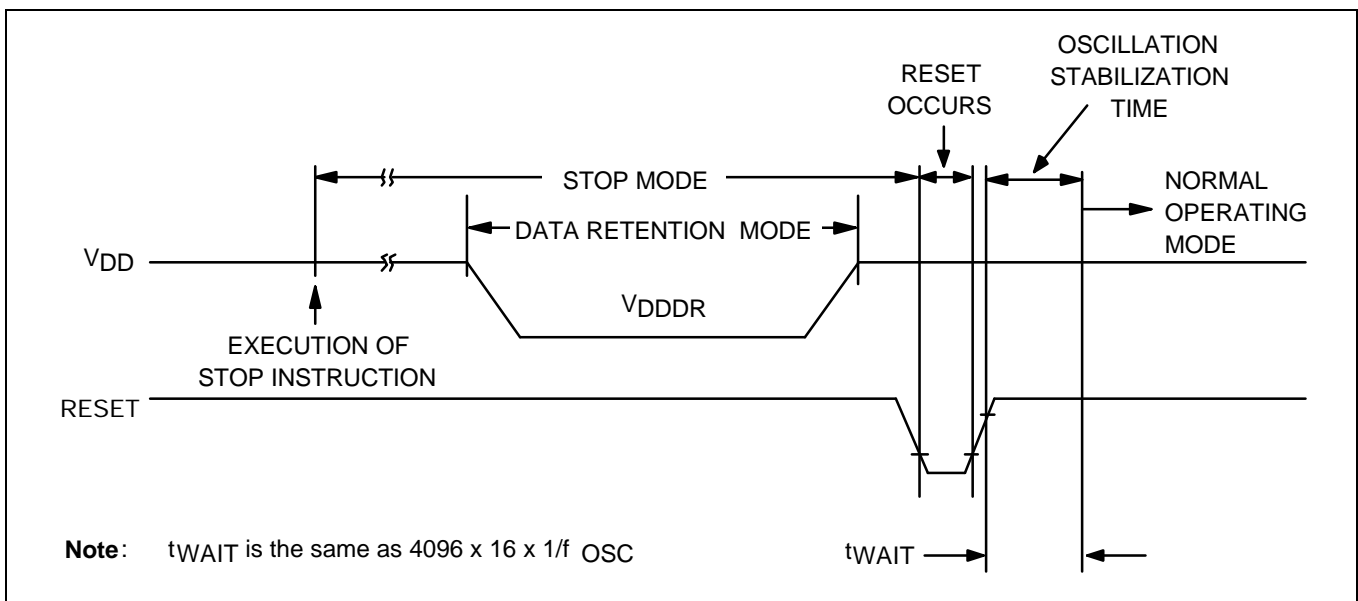 OSCILLATION
STABILIZATION
TIME
RESET
OCCURS
STOP MODE
NORMAL
OPERATING
MODE
DATA RETENTION MODE
VDD
VDDDR
EXECUTION OF
STOP INSTRUCTION
RESET
Note: tWAIT is the same as 4096 x 16 x 1/f OSC
tWAIT